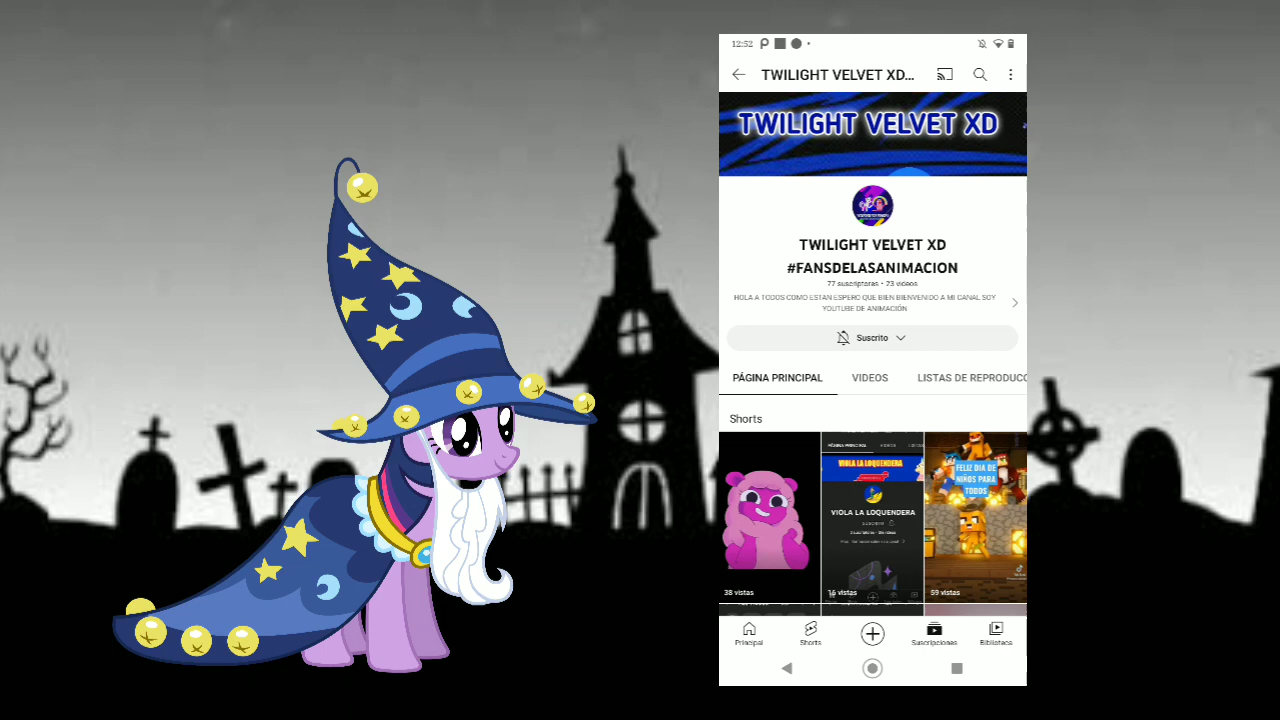 12:52
TWILIGHT VELVET XD...
TWILIGHT VELVET XD
TWILIGHT VELVET XD
#FANSDELASANIMACION
77 suscriptores • 23 videos
HOLA A TODOS COMO ESTAN ESPERO QUE BIEN BIENVENIDO A MI CANAL SOY
YOUTUBE DE ANIMACIÓN
Suscrito
PÁGINA PRINCIPAL VIDEOS LISTAS DE REPRODUCC
Shorts
PÁGINA PRINCIPAL
VIOLA LA LOQUENDERA
VIOLA LA LOQUENDERA
FELIZ DIA DE
NIÑOS PARA
TODOS
38 vistas
16 vistas
59 vistas
Principal
Shorts
Suscripciones
Biblioteca